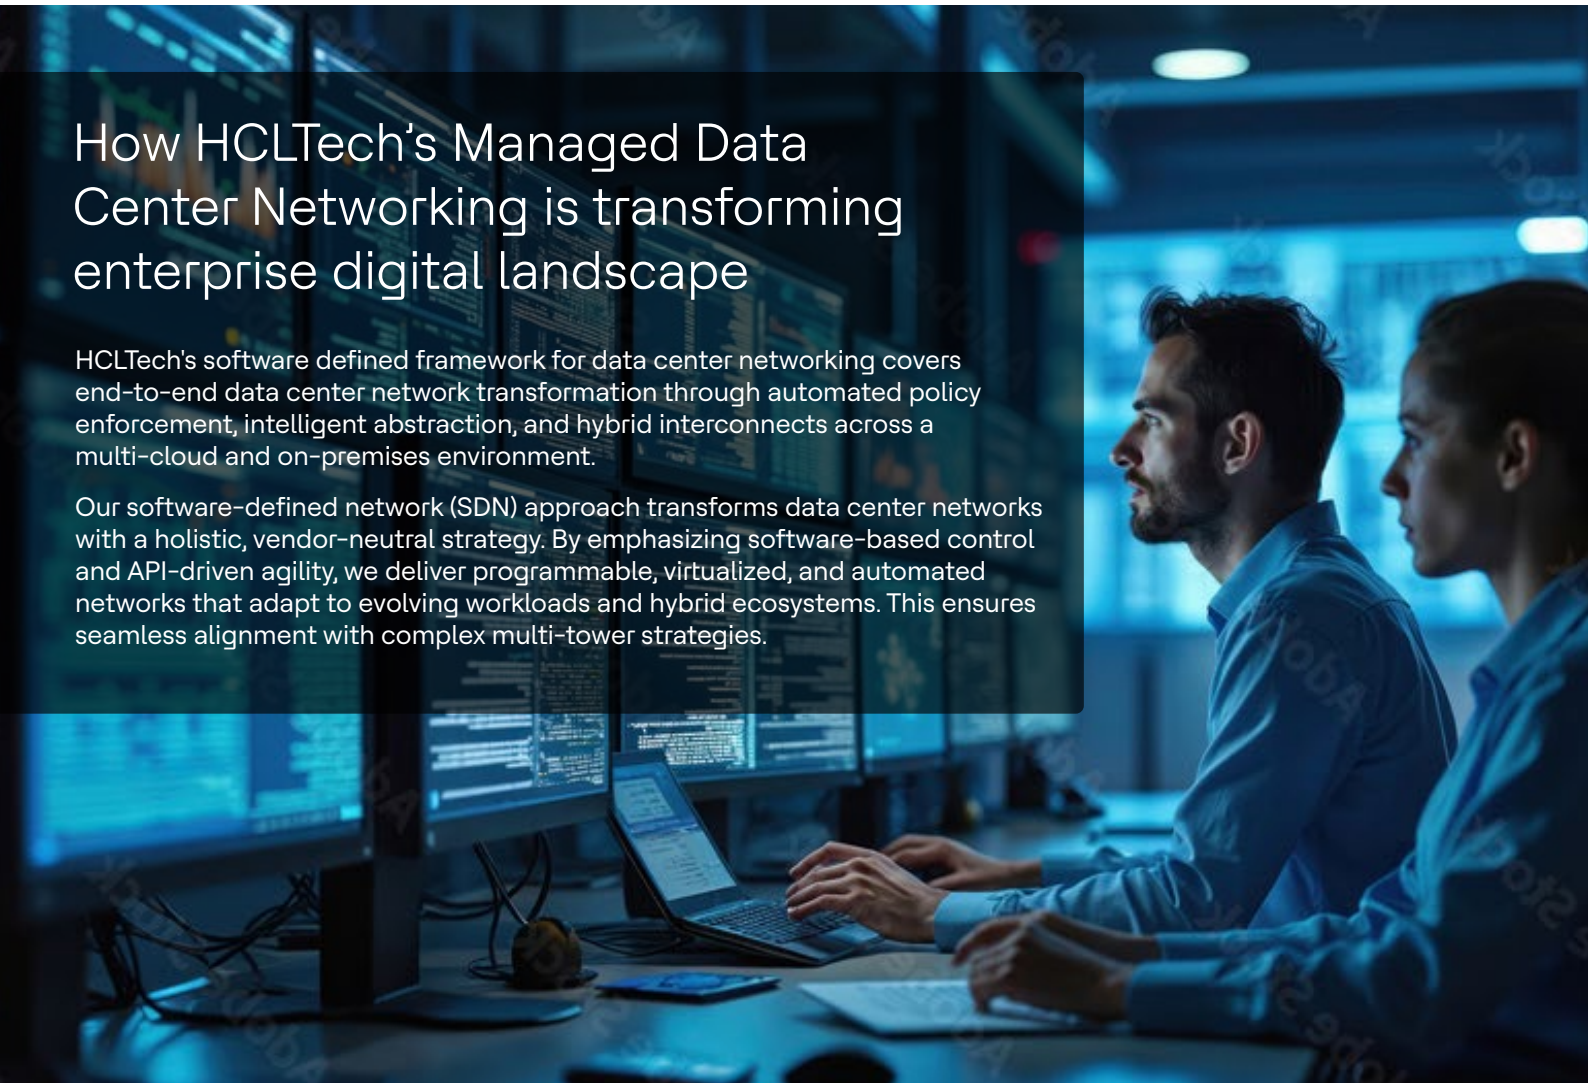 How HCLTech’s Managed Data
Center Networking is transforming
enterprise digital landscape
HCLTech's software defined framework for data center networking covers
end-to-end data center network transformation through automated policy
enforcement, intelligent abstraction, and hybrid interconnects across a
multi-cloud and on-premises environment.
Our software-defined network (SDN) approach transforms data center networks
with a holistic, vendor-neutral strategy. By emphasizing software-based control
and API-driven agility, we deliver programmable, virtualized, and automated
networks that adapt to evolving workloads and hybrid ecosystems. This ensures
seamless alignment with complex multi-tower strategies.